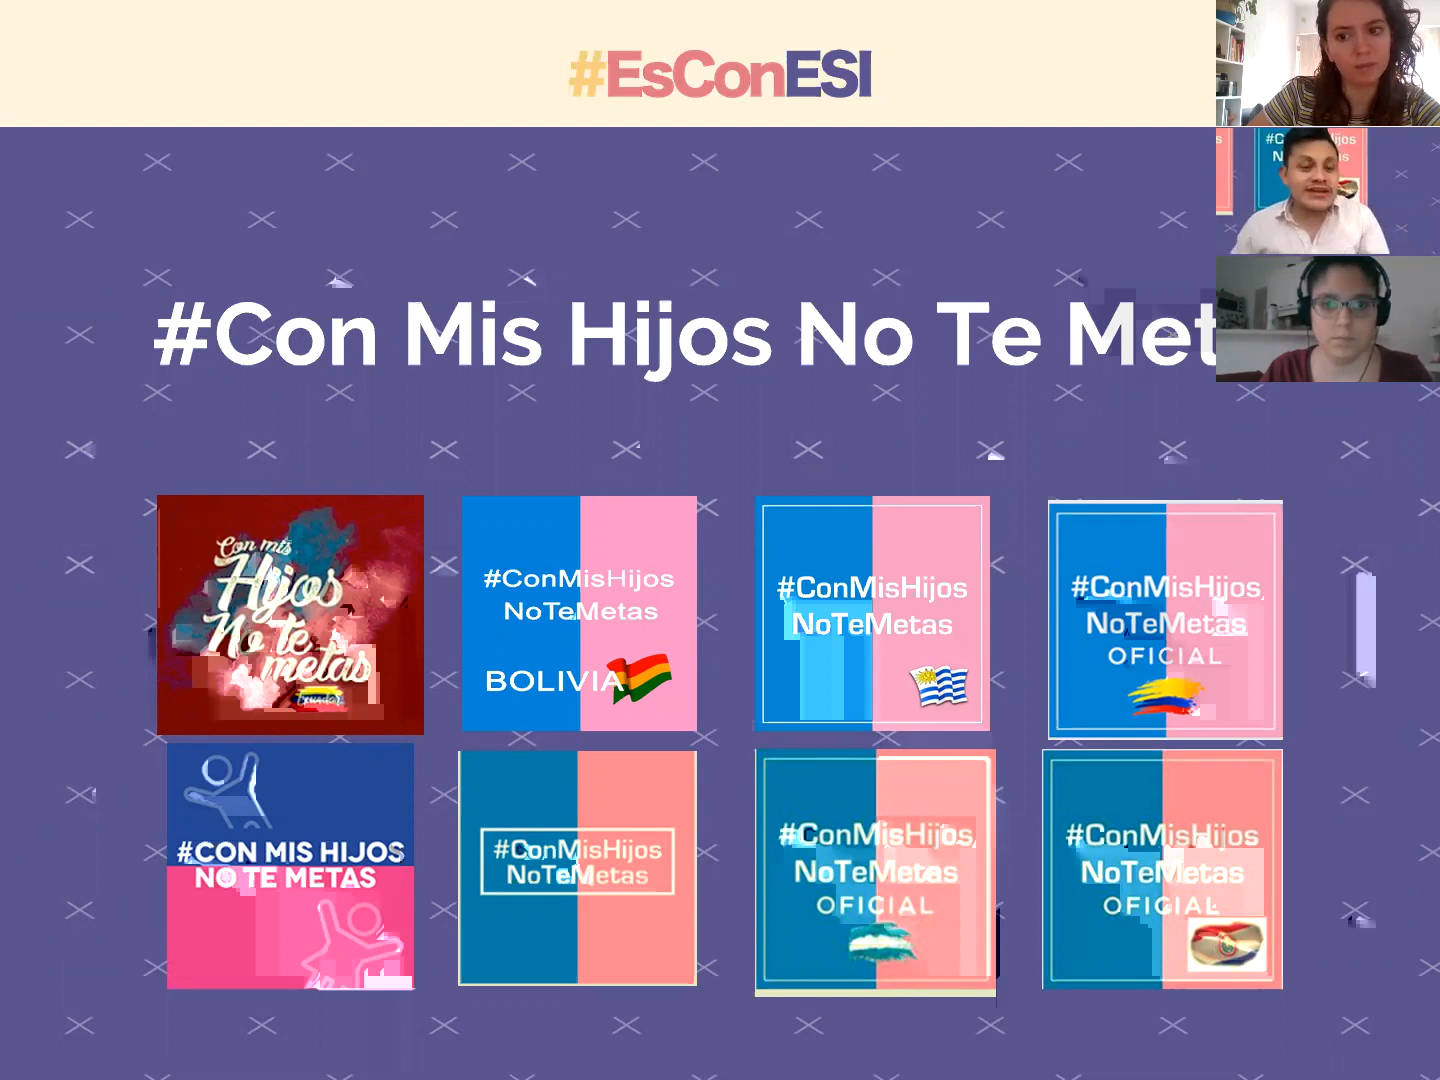 #EsConESI
#Con Mis Hijos No Te Met
Con mis
Hijos
No te
metas
Ecuador
#ConMisHijos
NoTeMetas
BOLIVIA
#ConMisHijos
NoTeMetas
#ConMisHijos
NoTeMetas
OFICIAL
#CON MIS HIJOS
NO TE METAS
#ConMisHijos
NoTeMetas
#ConMisHijos
NoTeMetas
OFICIAL
#ConMisHijos
NoTeMetas
OFICIAL